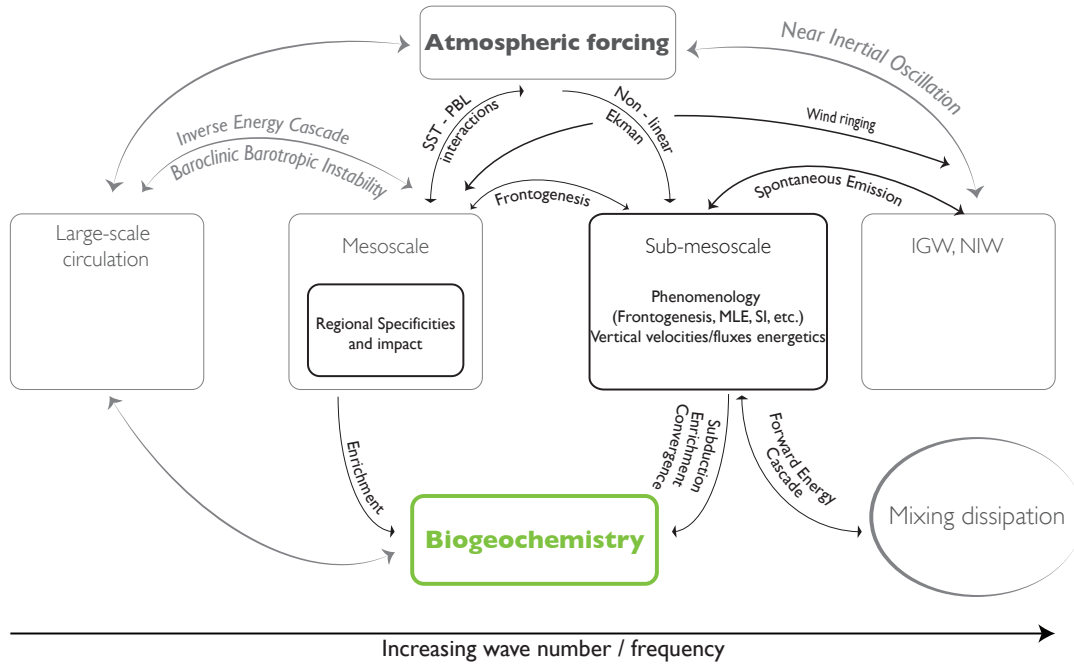 Atmospheric forcing
Near Inertial Oscillation
SST - PBL
interactions
Non - linear
Ekman
Wind ringing
Inverse Energy Cascade
Baroclinic Barotropic Instability
Frontogenesis
Spontaneous Emission
Large-scale
circulation
Mesoscale
Regional Specificities
and impact
Sub-mesoscale
Phenomenology
(Frontogenesis, MLE, SI, etc.)
Vertical velocities/fluxes energetics
IGW, NIW
Enrichment
Subduction
Enrichment
Convergence
Forward Energy
Cascade
Biogeochemistry
Mixing dissipation
Increasing wave number / frequency